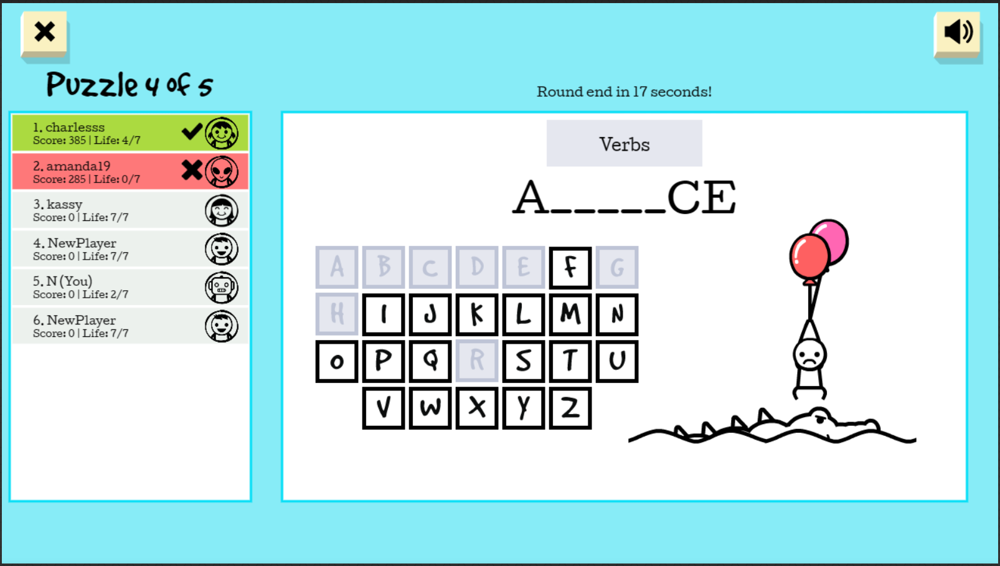 Puzzle 4 of 5
Round end in 17 seconds!
1. charlesss
Score: 385 | Life: 4/7
2. amanda19
Score: 285 | Life: 0/7
3. kassy
Score: 0 | Life: 7/7
4. NewPlayer
Score: 0 | Life: 7/7
5. N (You)
Score: 0 | Life: 2/7
6. NewPlayer
Score: 0 | Life: 7/7
Verbs
A_____CE
A B C D E F G
H I J K L M N
O P Q R S T U
V W X Y Z